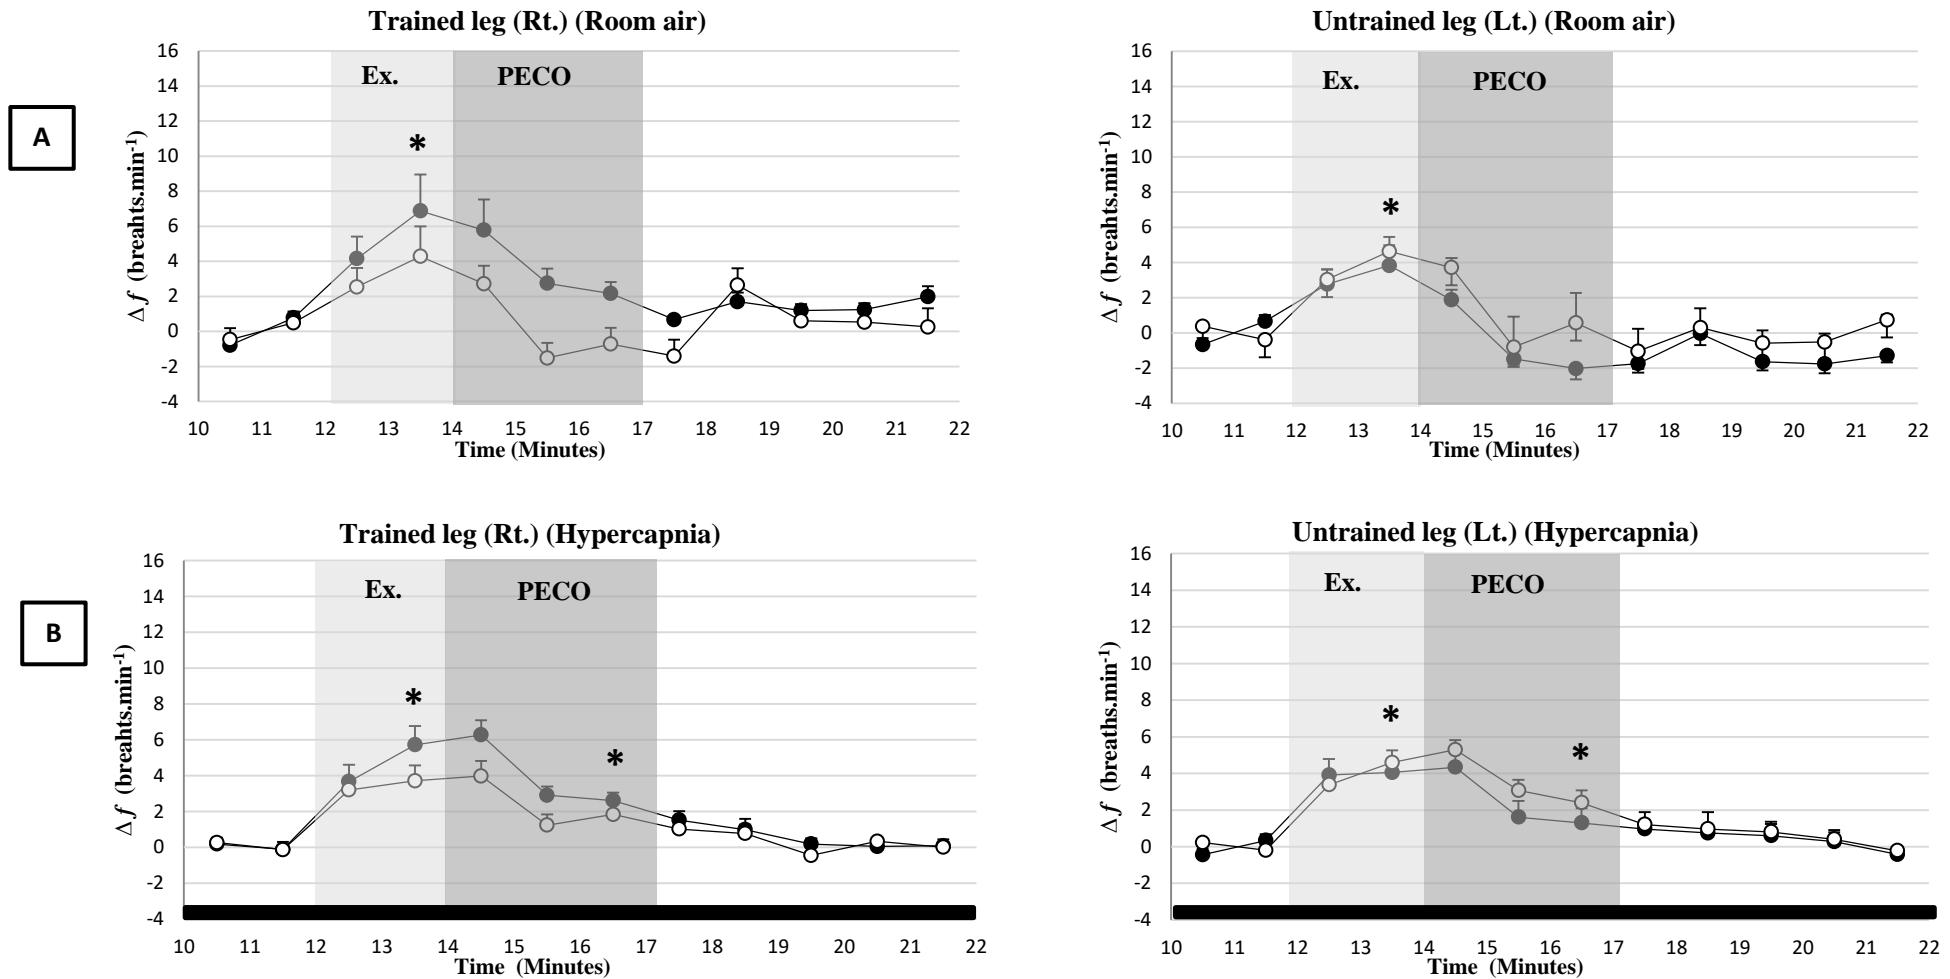 Trained leg (Rt.) (Room air)
A
Ex.
PECO
*
Δ f (breahts.min-1)
16
14
12
10
8
6
4
2
0
-2
-4
10 11 12 13 14 15 16 17 18 19 20 21 22
Time (Minutes)
Untrained leg (Lt.) (Room air)
Ex.
PECO
*
Δ f (breahts.min-1)
16
14
12
10
8
6
4
2
0
-2
-4
10 11 12 13 14 15 16 17 18 19 20 21 22
Time (Minutes)
Trained leg (Rt.) (Hypercapnia)
B
Ex.
PECO
*
*
Δ f (breahts.min-1)
16
14
12
10
8
6
4
2
0
-2
-4
10 11 12 13 14 15 16 17 18 19 20 21 22
Time (Minutes)
Untrained leg (Lt.) (Hypercapnia)
Ex.
PECO
*
*
Δ f (breaths.min-1)
16
14
12
10
8
6
4
2
0
-2
-4
10 11 12 13 14 15 16 17 18 19 20 21 22
Time (Minutes)